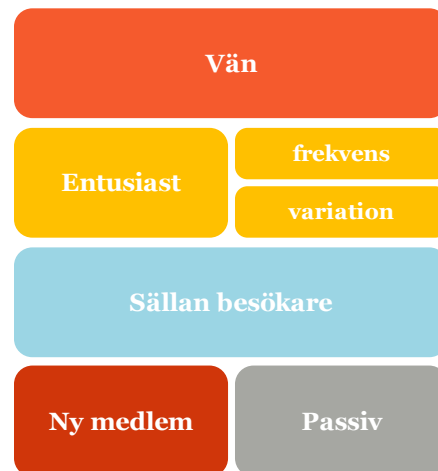 Vän
Entusiast
frekvens
variation
Sällan besökare
Ny medlem
Passiv